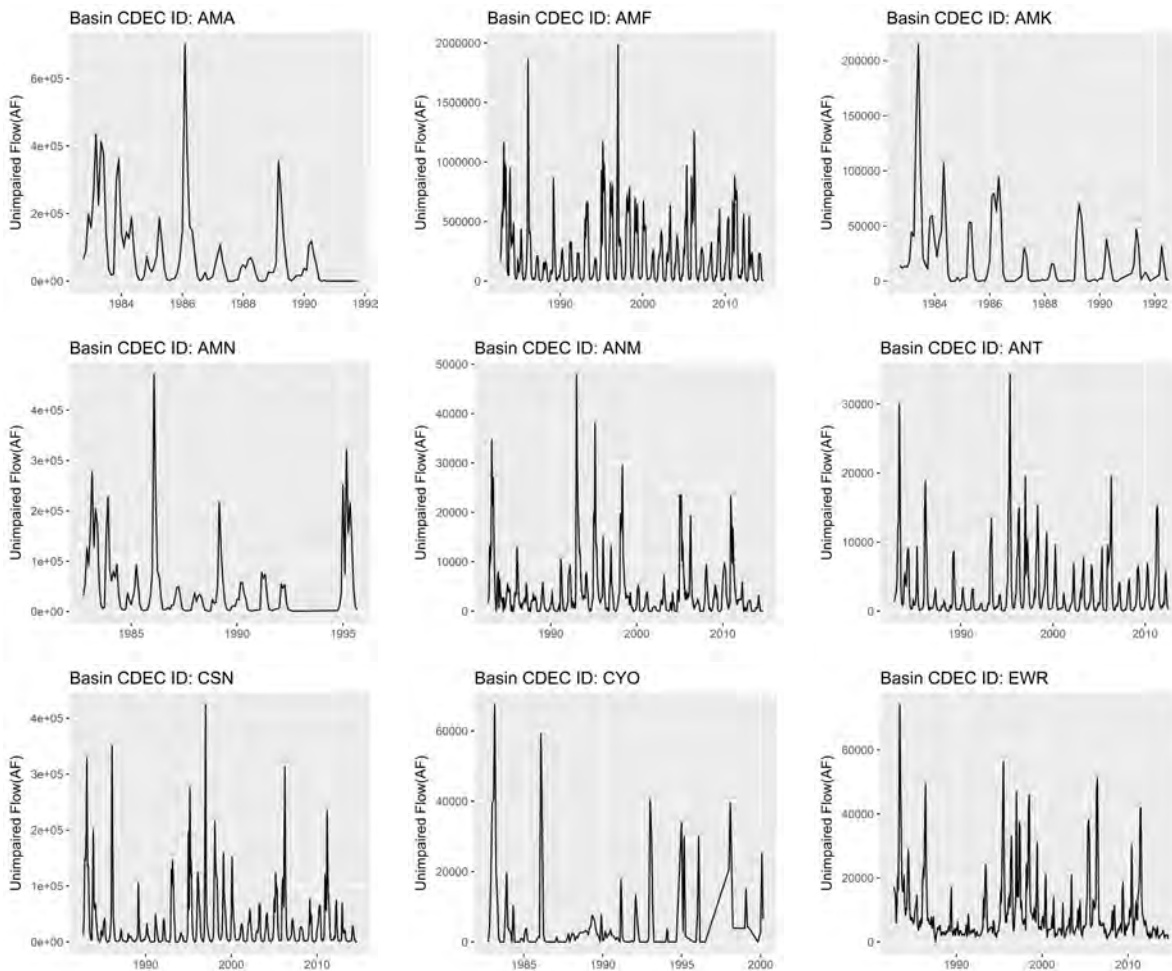 Basin CDEC ID: AMA
Unimpaired Flow(AF)
6e+05
4e+05
2e+05
0e+00
1984 1986 1988 1990 1992
Basin CDEC ID: AMF
Unimpaired Flow(AF)
2000000
1500000
1000000
500000
0
1990 2000 2010
Basin CDEC ID: AMK
Unimpaired Flow(AF)
200000
150000
100000
50000
0
1984 1986 1988 1990 1992
Basin CDEC ID: AMN
Unimpaired Flow(AF)
4e+05
3e+05
2e+05
1e+05
0e+00
1985 1990 1995
Basin CDEC ID: ANM
Unimpaired Flow(AF)
50000
40000
30000
20000
10000
0
1990 2000 2010
Basin CDEC ID: ANT
Unimpaired Flow(AF)
30000
20000
10000
0
1990 2000 2010
Basin CDEC ID: CSN
Unimpaired Flow(AF)
4e+05
3e+05
2e+05
1e+05
0e+00
1990 2000 2010
Basin CDEC ID: CYO
Unimpaired Flow(AF)
60000
40000
20000
0
1985 1990 1995 2000
Basin CDEC ID: EWR
Unimpaired Flow(AF)
60000
40000
20000
0
1990 2000 2010